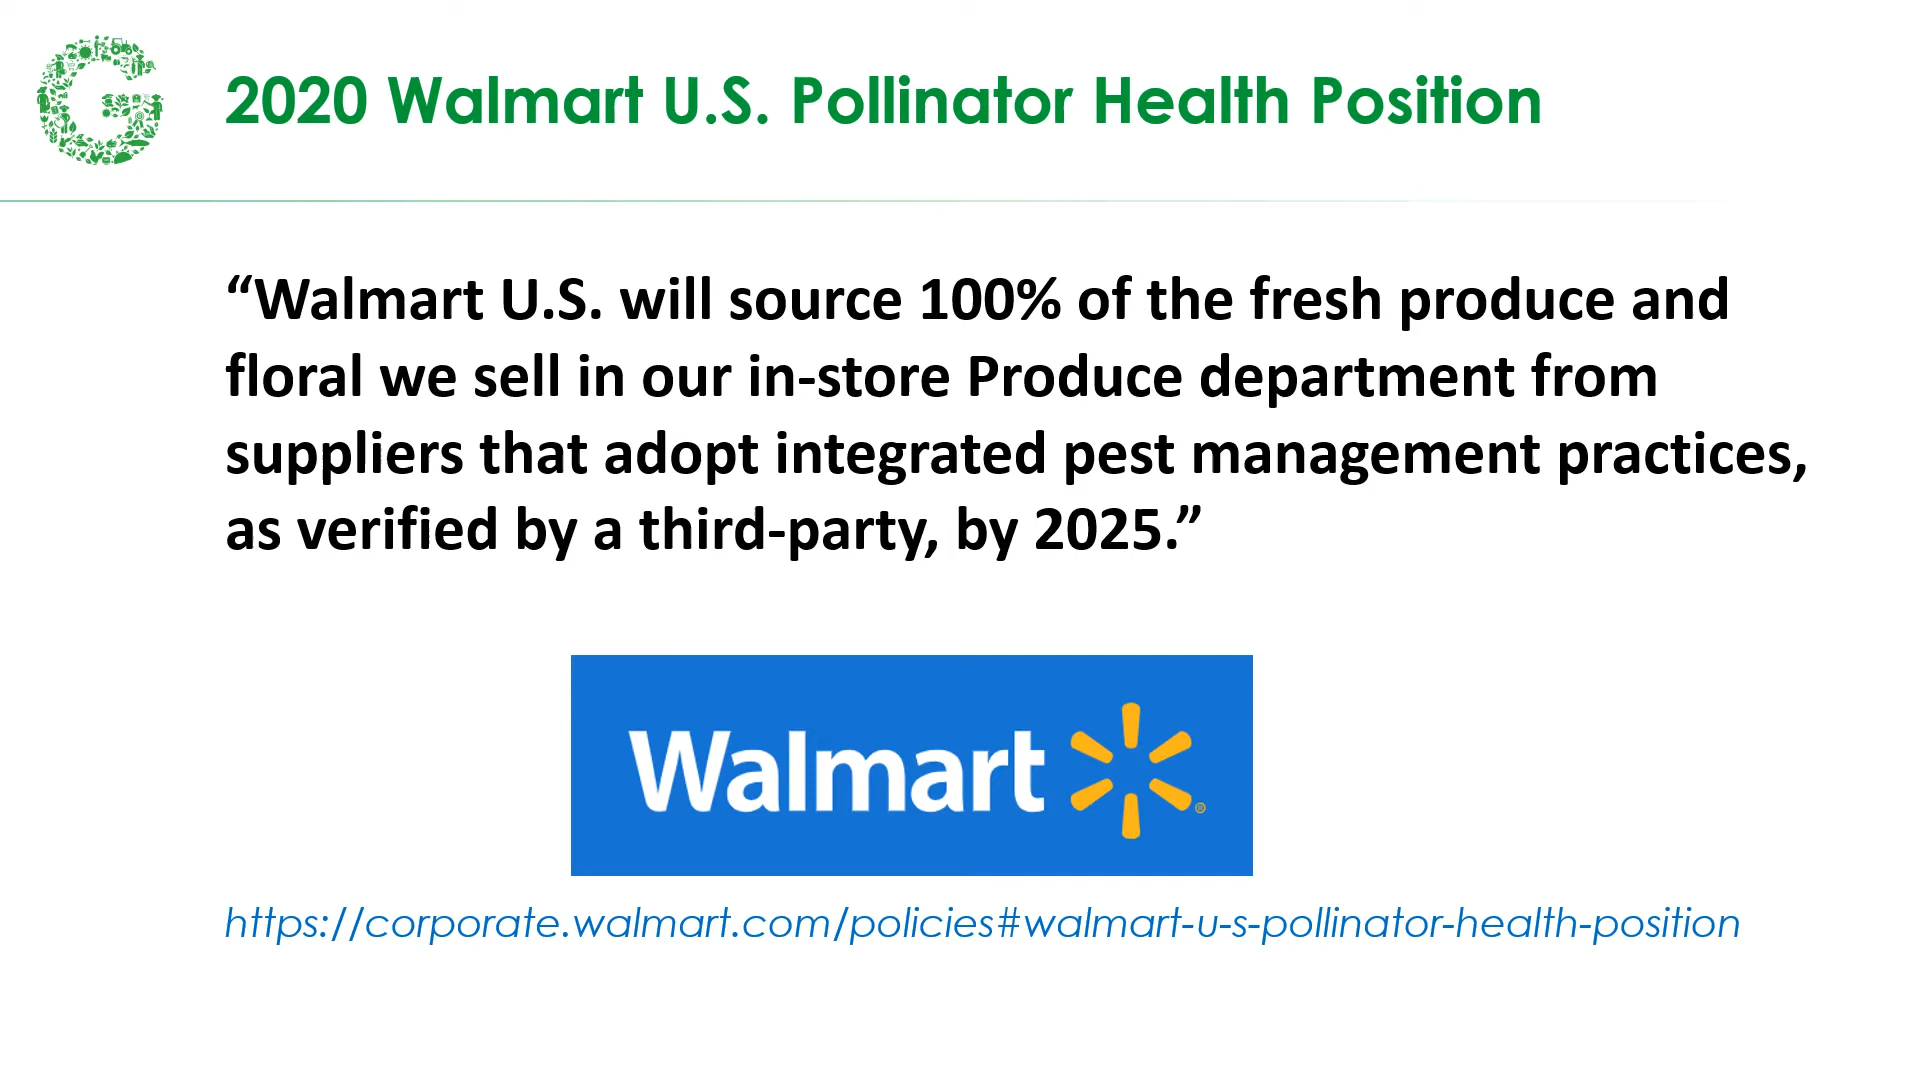 2020 Walmart U.S. Pollinator Health Position
“Walmart U.S. will source 100% of the fresh produce and
floral we sell in our in-store Produce department from
suppliers that adopt integrated pest management practices,
as verified by a third-party, by 2025.”
Walmart ®
https://corporate.walmart.com/policies#walmart-u-s-pollinator-health-position